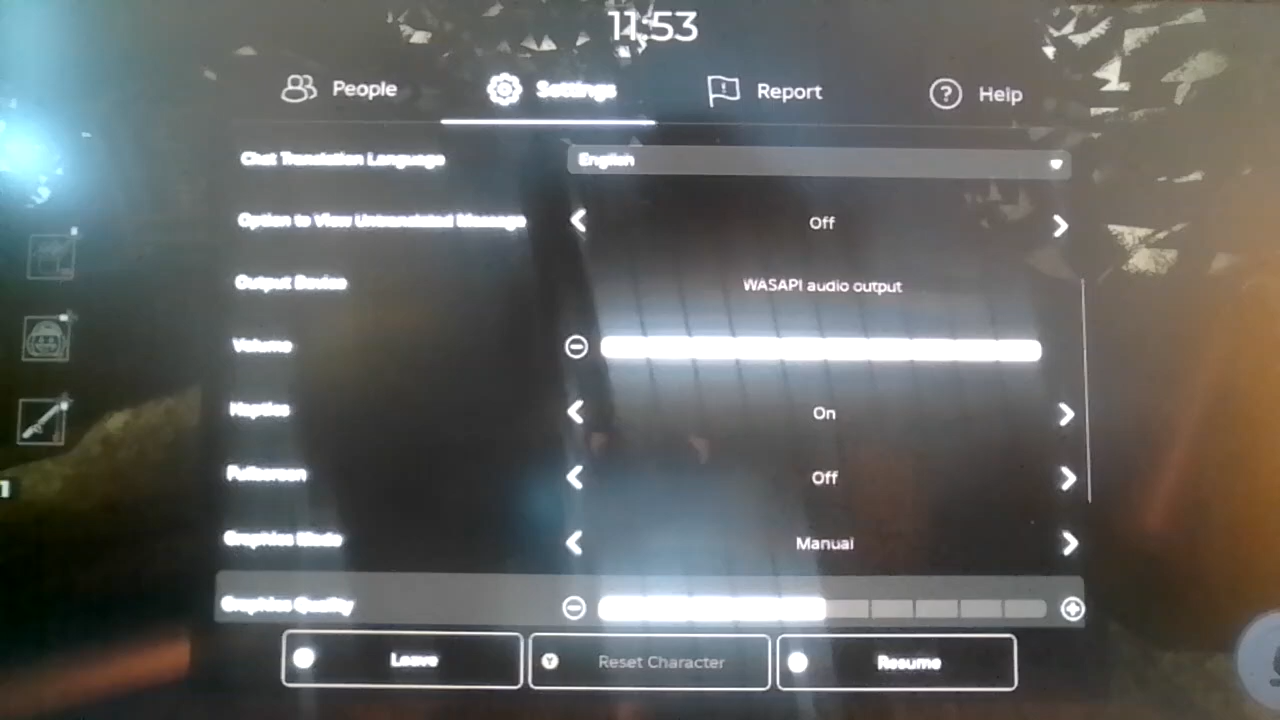 11:53
People Settings Report Help
Chat Translation Language English
Option to View Untranslated Message Off
Output Device WASAPI audio output
Volume
Haptics On
Fullscreen Off
Graphics Mode Manual
Graphics Quality
Leave Y Reset Character Resume
1